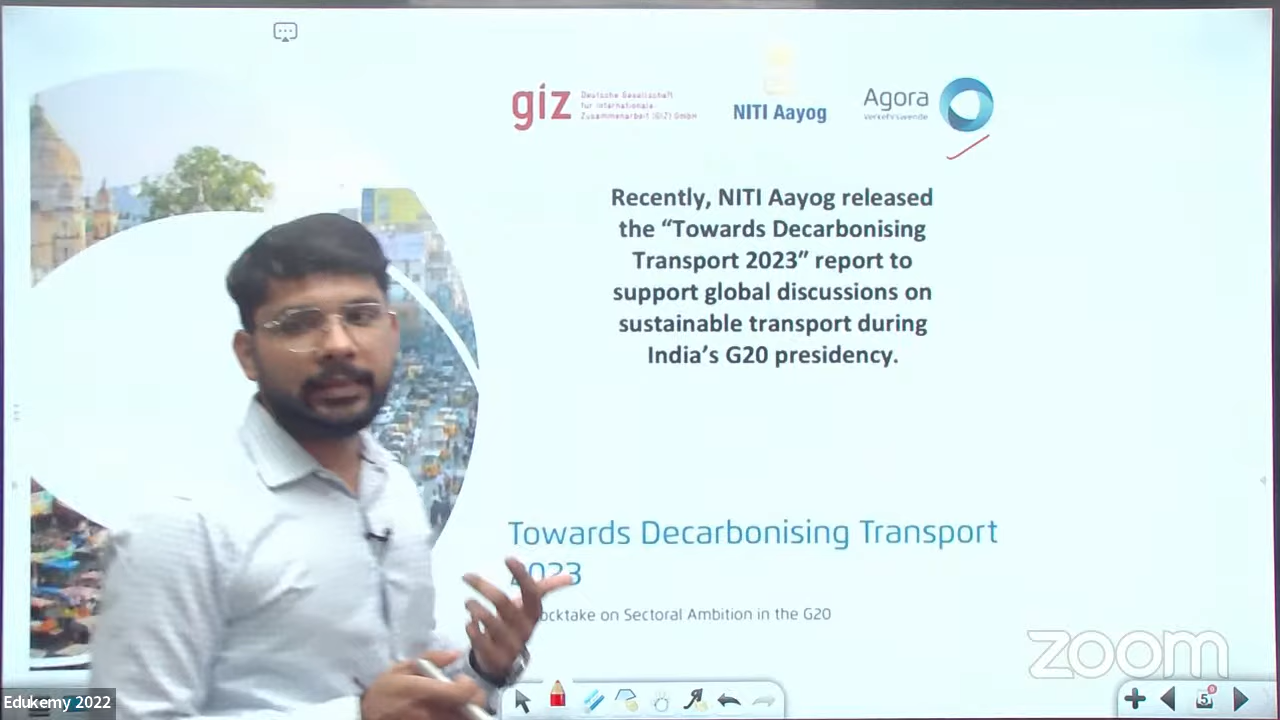 giz
Deutsche Gesellschaft
für Internationale
Zusammenarbeit (GIZ) GmbH
NITI Aayog
Agora
Verkehrswende
Recently, NITI Aayog released
the “Towards Decarbonising
Transport 2023” report to
support global discussions on
sustainable transport during
India’s G20 presidency.
Towards Decarbonising Transport
2023
on Sectoral Ambition in the G20
zoom
Edukemy 2022
5